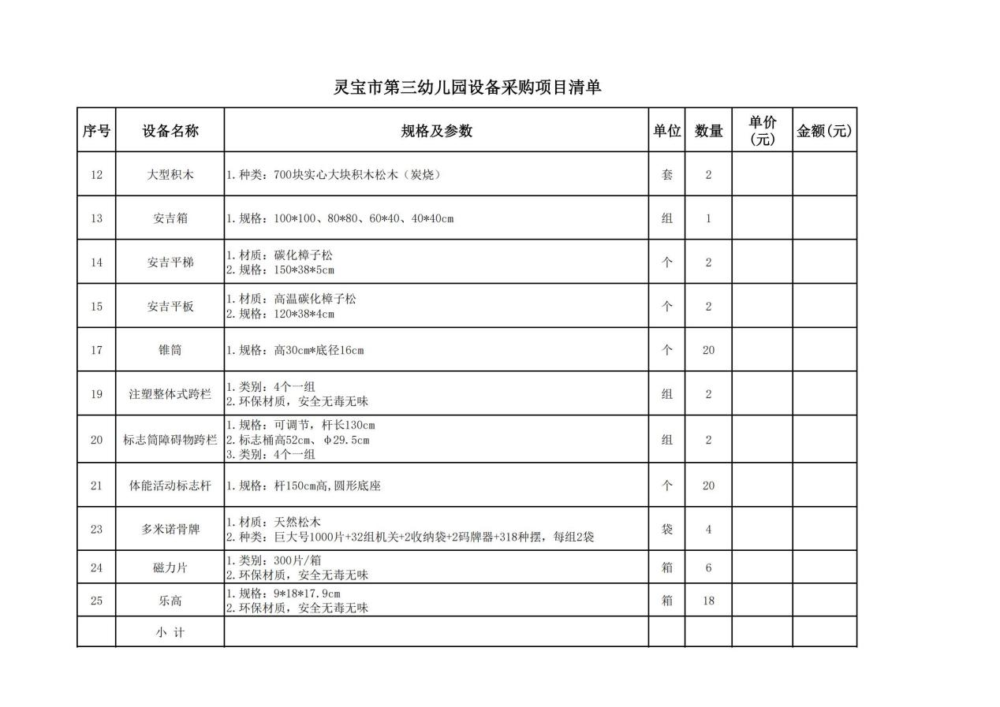 灵宝市第三幼儿园设备采购项目清单
序号 设备名称 规格及参数 单位 数量 单价(元) 金额(元)
12 大型积木 1.种类：700块实心大块积木松木（炭烧） 套 2
13 安吉箱 1.规格：100*100、80*80、60*40、40*40cm 组 1
14 安吉平梯 1.材质：碳化樟子松
2.规格：150*38*5cm 个 2
15 安吉平板 1.材质：高温碳化樟子松
2.规格：120*38*4cm 个 2
17 锥筒 1.规格：高30cm*底径16cm 个 20
19 注塑整体式跨栏 1.类别：4个一组
2.环保材质，安全无毒无味 组 2
20 标志筒障碍物跨栏 1.规格：可调节，杆长130cm
2.标志桶高52cm、φ29.5cm
3.类别：4个一组 组 2
21 体能活动标志杆 1.规格：杆150cm高,圆形底座 个 20
23 多米诺骨牌 1.材质：天然松木
2.种类：巨大号1000片+32组机关+2收纳袋+2码牌器+318种摆，每组2袋 袋 4
24 磁力片 1.类别：300片/箱
2.环保材质，安全无毒无味 箱 6
25 乐高 1.规格：9*18*17.9cm
2.环保材质，安全无毒无味 箱 18
小 计